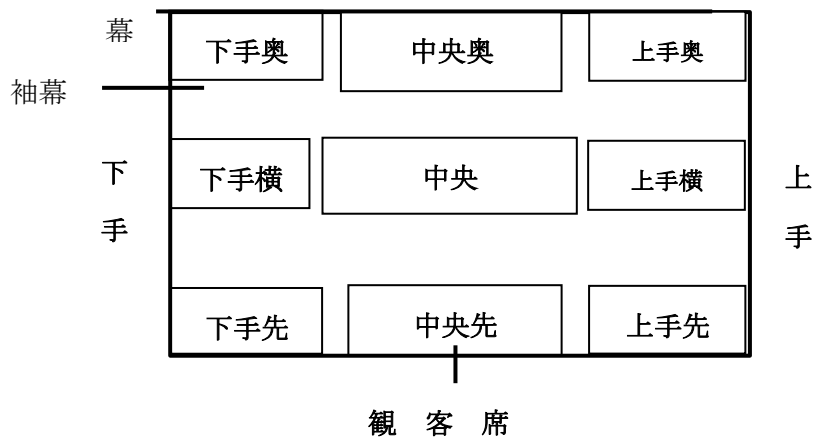 幕
下手奥 中央奥 上手奥
袖幕
下手
下手横 中央 上手横
上手
下手先 中央先 上手先
観客席